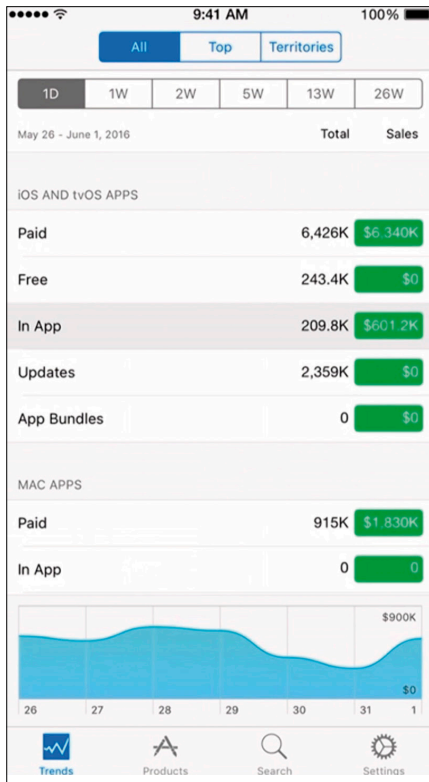 9:41 AM 100%
All Top Territories
1D 1W 2W 5W 13W 26W
May 26 - June 1, 2016 Total Sales
iOS AND tvOS APPS
Paid 6,426K $6.340K
Free 243.4K $0
In App 209.8K $601.2K
Updates 2,359K $0
App Bundles 0 $0
MAC APPS
Paid 915K $1,830K
In App 0 0
$900K
$0
26 27 28 29 30 31 1
Trends Products Search Settings